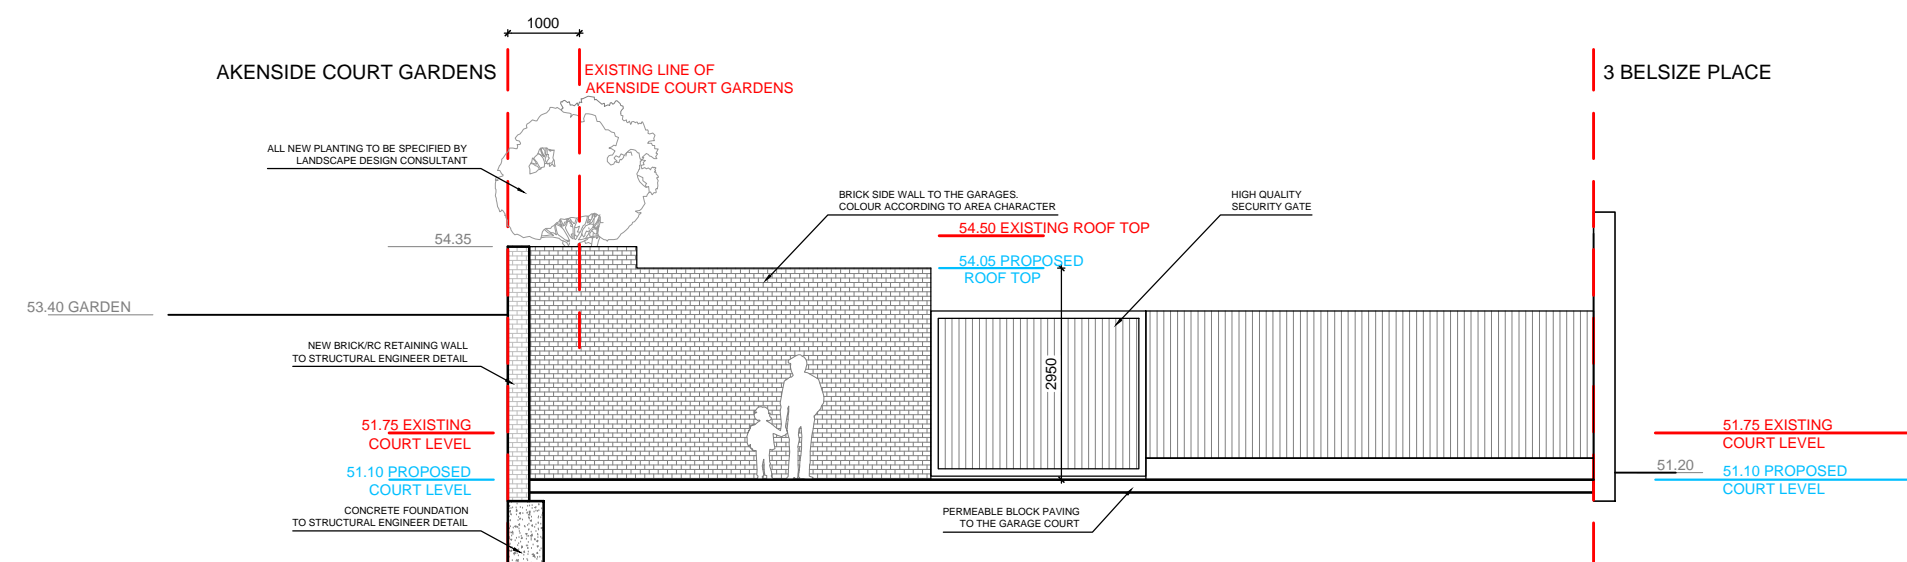 1000
AKENSIDE COURT GARDENS
EXISTING LINE OF
AKENSIDE COURT GARDENS
3 BELSIZE PLACE
ALL NEW PLANTING TO BE SPECIFIED BY
LANDSCAPE DESIGN CONSULTANT
BRICK SIDE WALL TO THE GARAGES.
COLOUR ACCORDING TO AREA CHARACTER
HIGH QUALITY
SECURITY GATE
54.50 EXISTING ROOF TOP
54.35
54.05 PROPOSED
ROOF TOP
53.40 GARDEN
NEW BRICK/RC RETAINING WALL
TO STRUCTURAL ENGINEER DETAIL
2950
51.75 EXISTING
COURT LEVEL
51.75 EXISTING
COURT LEVEL
51.10 PROPOSED
COURT LEVEL
51.20
51.10 PROPOSED
COURT LEVEL
CONCRETE FOUNDATION
TO STRUCTURAL ENGINEER DETAIL
PERMEABLE BLOCK PAVING
TO THE GARAGE COURT